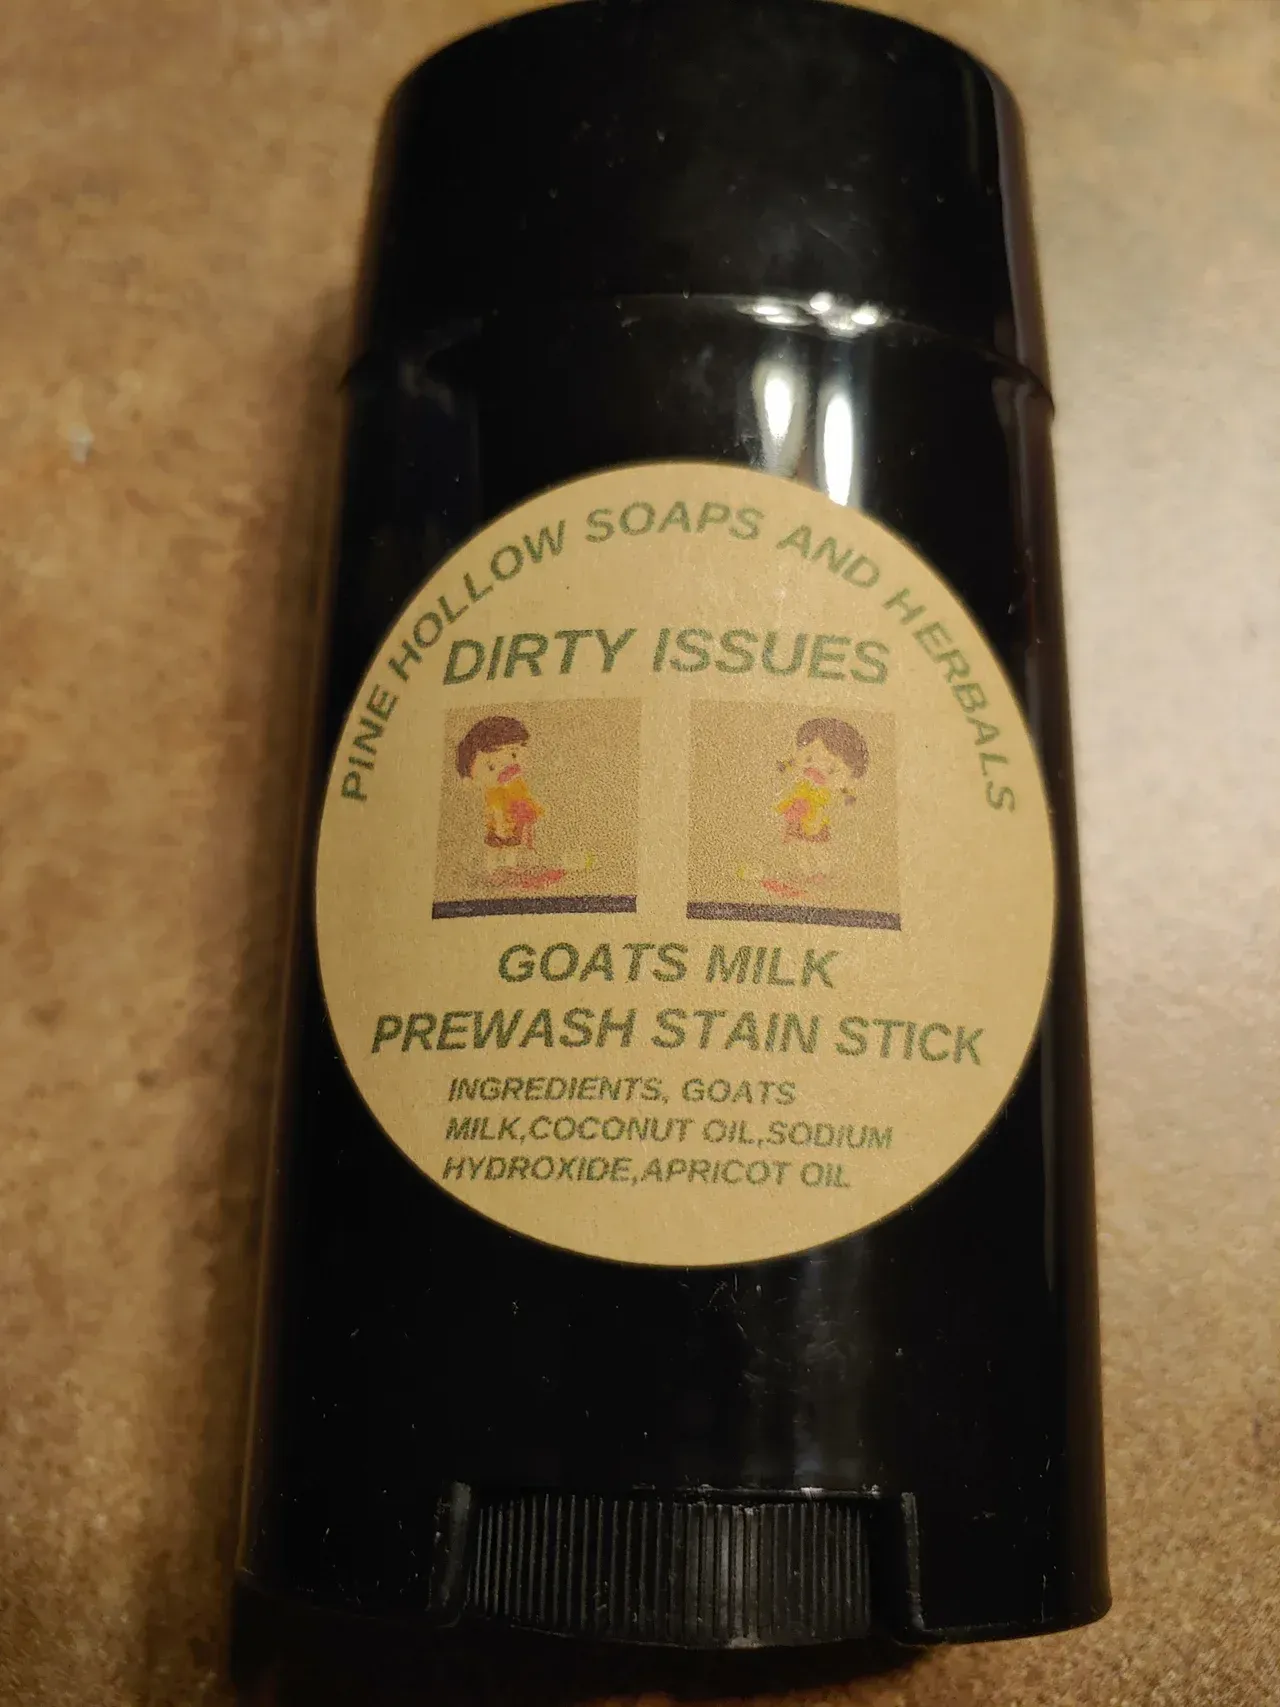 PINE HOLLOW SOAPS AND HERBALS
DIRTY ISSUES
GOATS MILK
PREWASH STAIN STICK
INGREDIENTS, GOATS
MILK,COCONUT OIL,SODIUM
HYDROXIDE,APRICOT OIL